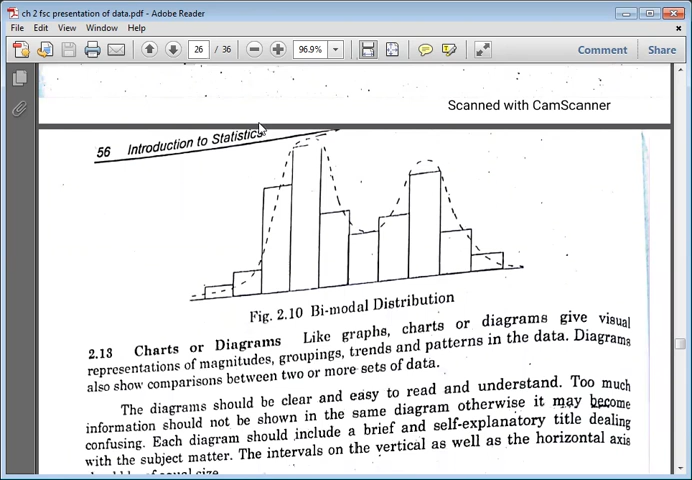 ch 2 fsc presentation of data.pdf - Adobe Reader
File Edit View Window Help
26 / 36 96.9% Comment Share
Scanned with CamScanner
56 Introduction to Statistics
Fig. 2.10 Bi-modal Distribution
2.13 Charts or Diagrams Like graphs, charts or diagrams give visual
representations of magnitudes, groupings, trends and patterns in the data. Diagrams
also show comparisons between two or more sets of data.
The diagrams should be clear and easy to read and understand. Too much
information should not be shown in the same diagram otherwise it may become
confusing. Each diagram should include a brief and self-explanatory title dealing
with the subject matter. The intervals on the vertical as well as the horizontal axis